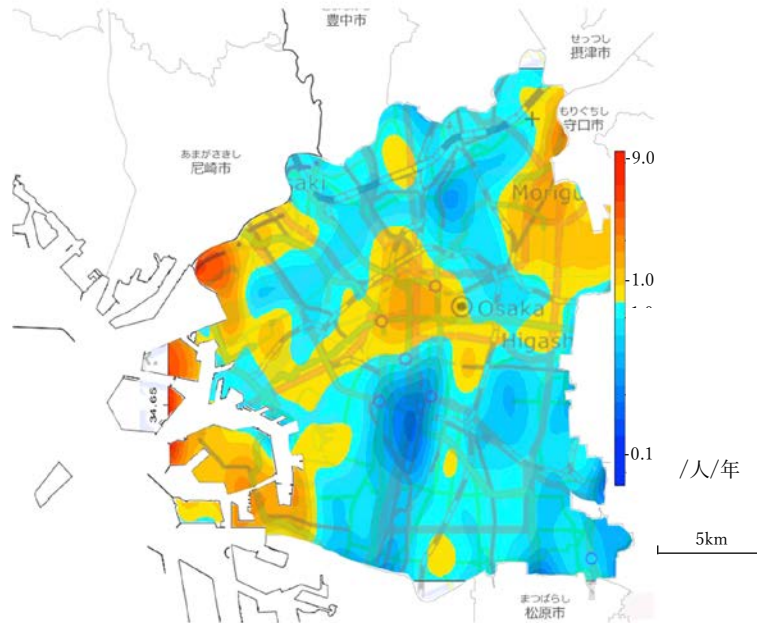 豊中市
せっつし
摂津市
もりぐちし
守口市
あまがさきし
尼崎市
aki
Morigu
-9.0
-1.0
Osaka
Higash
34.65
-0.1
/人/年
5km
まつばらし
松原市